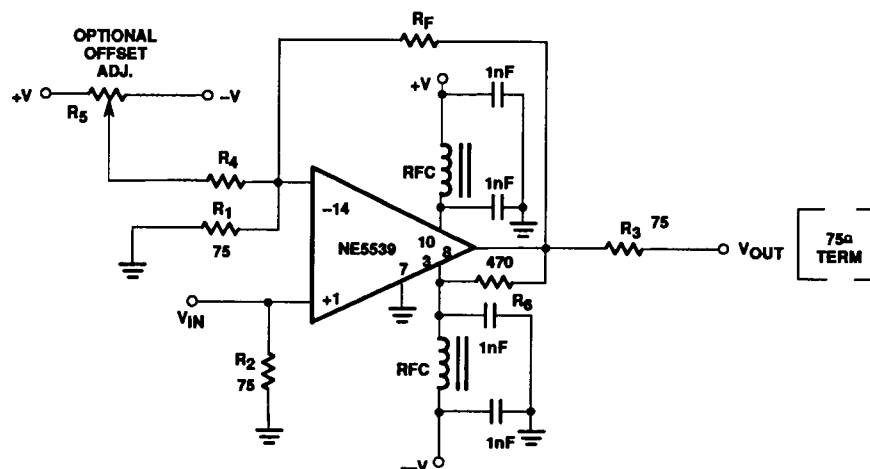 RF
OPTIONAL
OFFSET
ADJ.
+V
R5
–V
+V
1nF
RFC
1nF
R4
R1
75
–14
NE5539
10
8
3
7
+1
R3 75
VOUT
75Ω
TERM
470
R6
VIN
R2
75
1nF
RFC
1nF
–V